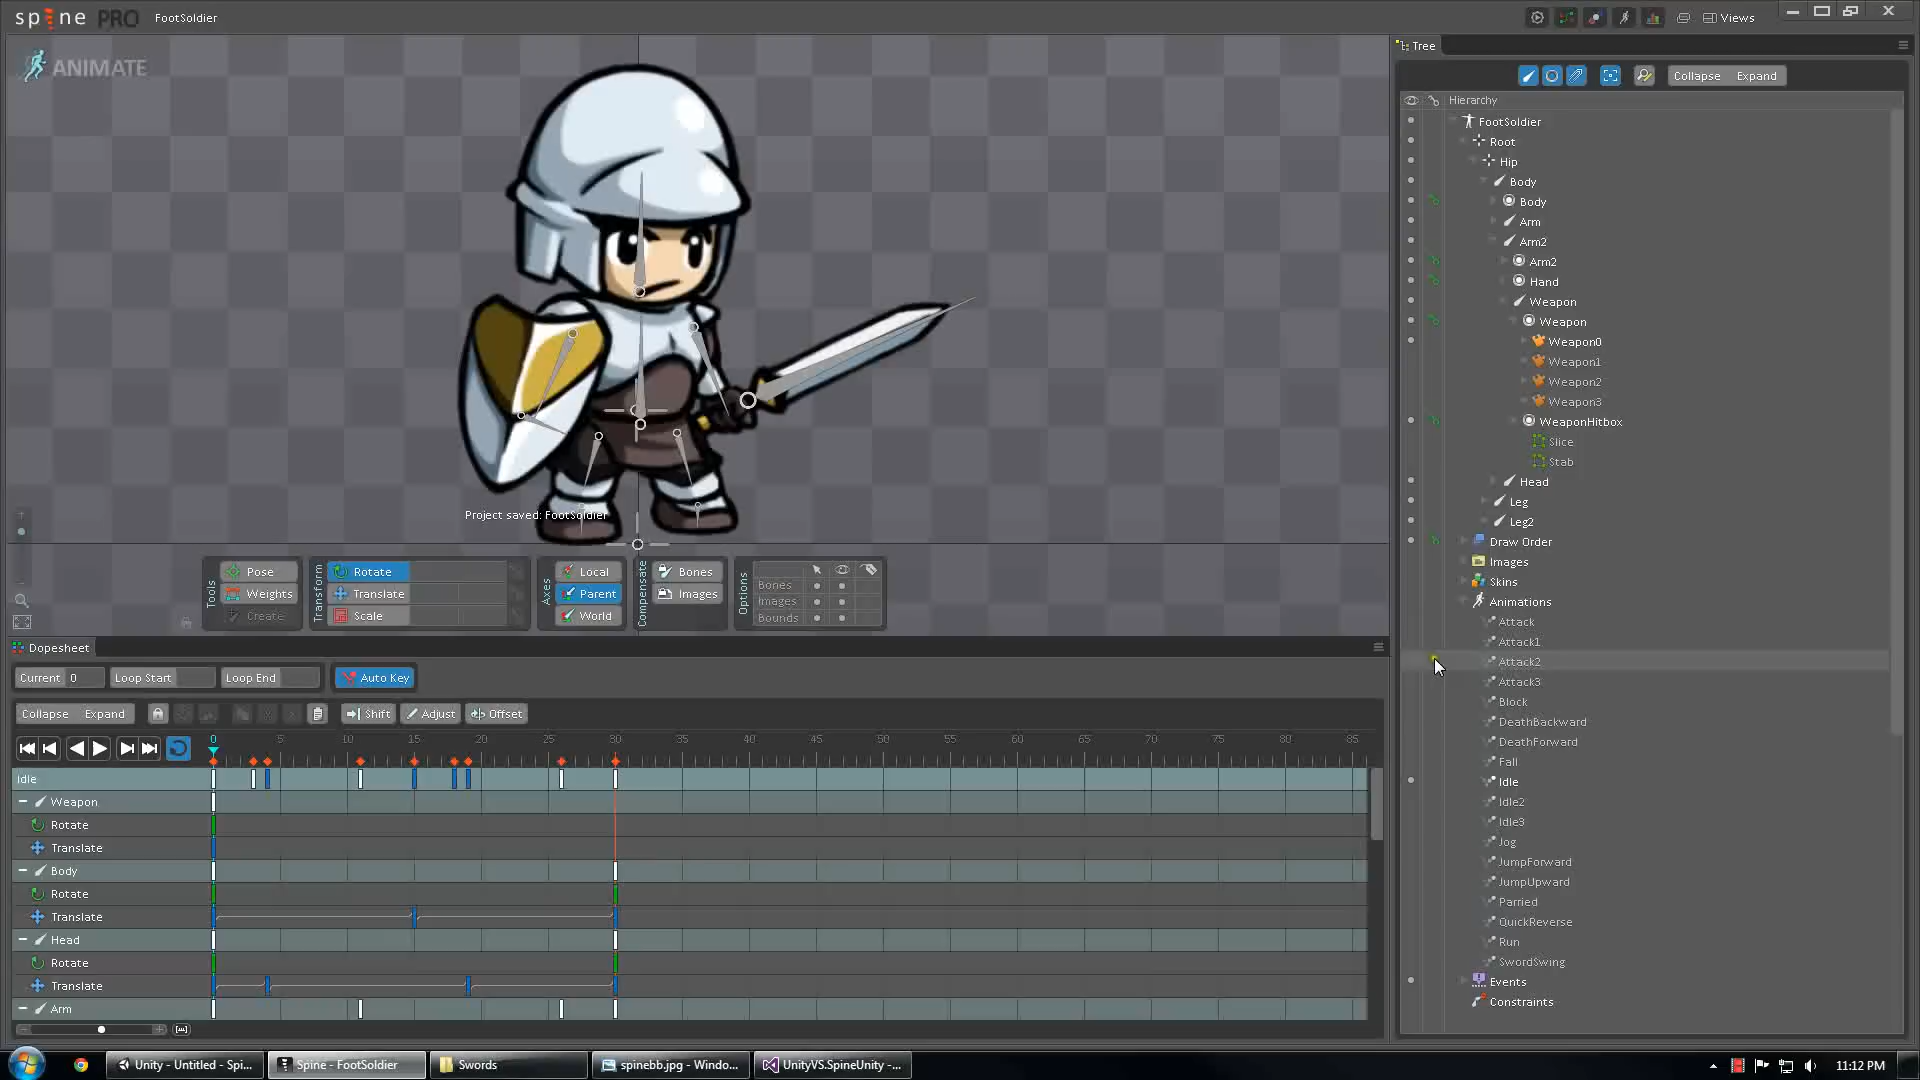 spine PRO FootSoldier
Views
ANIMATE
Tree
Collapse Expand
Hierarchy
FootSoldier
Root
Hip
Body
Body
Arm
Arm2
Arm2
Hand
Weapon
Weapon
Weapon0
Weapon1
Weapon2
Weapon3
WeaponHitbox
Slice
Stab
Head
Leg
Leg2
Draw Order
Images
Skins
Animations
Attack
Attack1
Attack2
Attack3
Block
DeathBackward
DeathForward
Fall
Idle
Idle2
Idle3
Jog
JumpForward
JumpUpward
Parried
QuickReverse
Run
SwordSwing
Events
Constraints
Project saved: FootSoldier
Tools
Pose
Weights
Create
Transform
Rotate
Translate
Scale
Axes
Local
Parent
World
Compensate
Bones
Images
Options
Bones
Images
Bounds
Dopesheet
Current 0 Loop Start Loop End Auto Key
Collapse Expand Shift Adjust Offset
0 5 10 15 20 25 30 35 40 45 50 55 60 65 70 75 80 85
Idle
Weapon
Rotate
Translate
Body
Rotate
Translate
Head
Rotate
Translate
Arm
Unity - Untitled - Spi... Spine - FootSoldier Swords spinebb.jpg - Windo... UnityVS.SpineUnity -... 11:12 PM